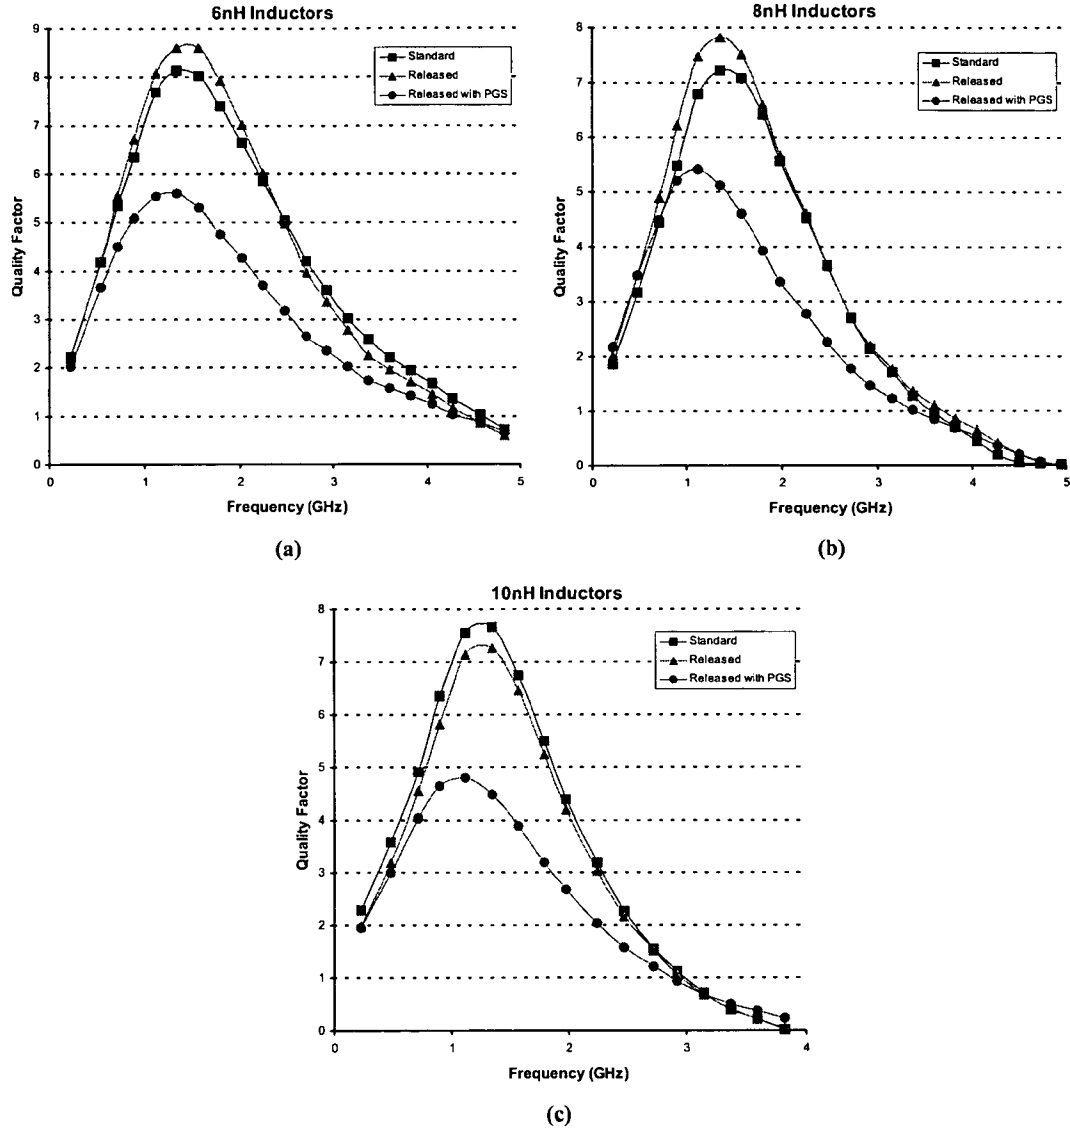 6nH Inductors
9
8
7
6
5
4
3
2
1
0
Quality Factor
Standard
Released
Released with PGS
0 1 2 3 4 5
Frequency (GHz)
(a)
8nH Inductors
8
7
6
5
4
3
2
1
0
Quality Factor
Standard
Released
Released with PGS
0 1 2 3 4 5
Frequency (GHz)
(b)
10nH Inductors
8
7
6
5
4
3
2
1
0
Quality Factor
Standard
Released
Released with PGS
0 1 2 3 4
Frequency (GHz)
(c)